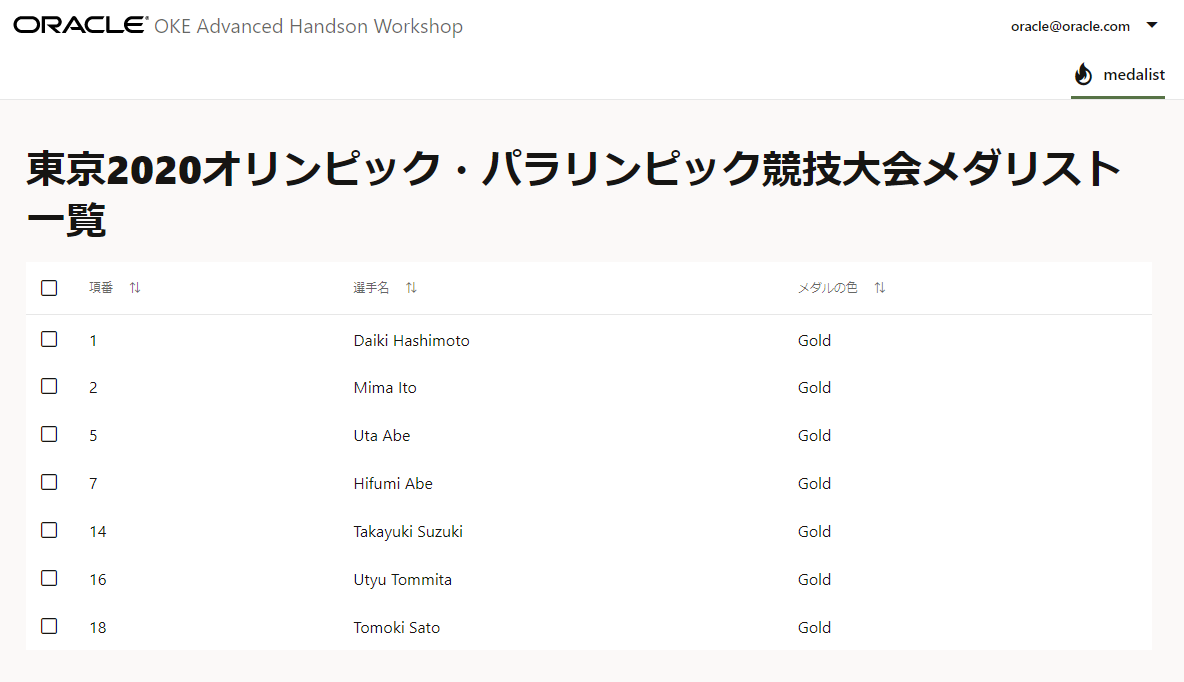 ORACLE OKE Advanced Handson Workshop oracle@oracle.com
medalist
東京2020オリンピック・パラリンピック競技大会メダリスト
一覧
項番 選手名 メダルの色
1 Daiki Hashimoto Gold
2 Mima Ito Gold
5 Uta Abe Gold
7 Hifumi Abe Gold
14 Takayuki Suzuki Gold
16 Utyu Tommita Gold
18 Tomoki Sato Gold